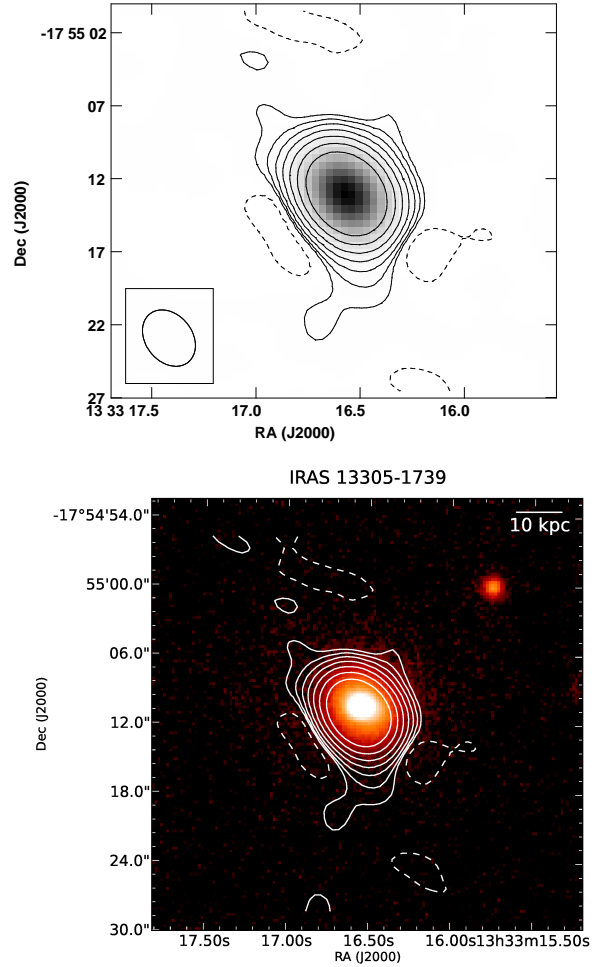 -17 55 02
07
12
17
22
27
Dec (J2000)
13 33 17.5 17.0 16.5 16.0
RA (J2000)
IRAS 13305-1739
10 kpc
-17°54'54.0"
55'00.0"
06.0"
12.0"
18.0"
24.0"
30.0"
Dec (J2000)
17.50s 17.00s 16.50s 16.00s13h33m15.50s
RA (J2000)